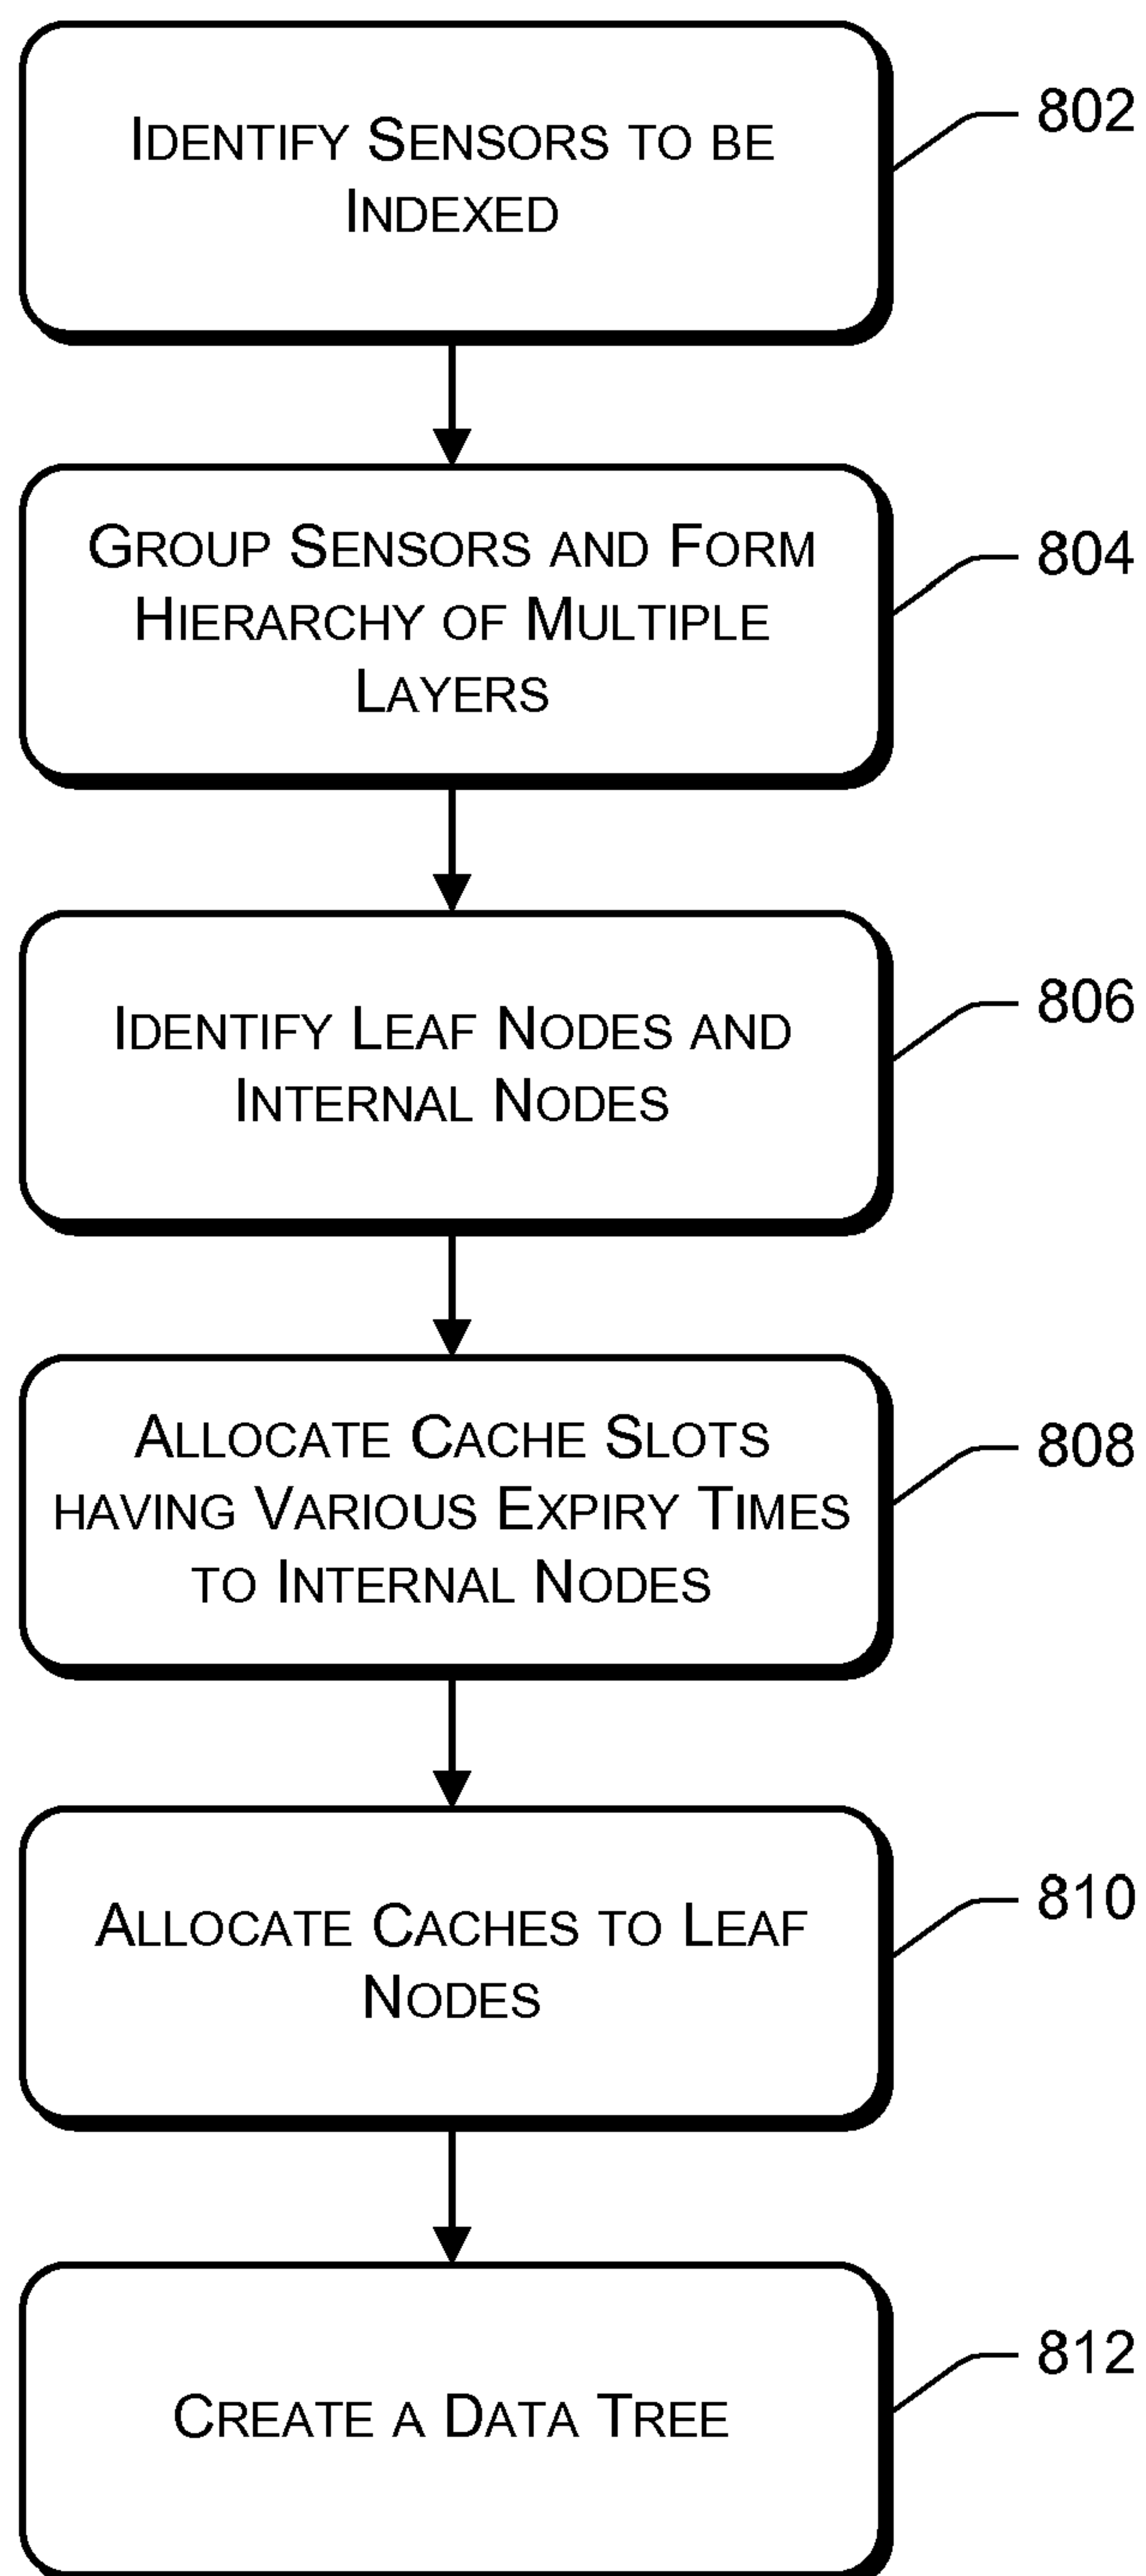 IDENTIFY SENSORS TO BE
INDEXED
802
GROUP SENSORS AND FORM
HIERARCHY OF MULTIPLE
LAYERS
804
IDENTIFY LEAF NODES AND
INTERNAL NODES
806
ALLOCATE CACHE SLOTS
HAVING VARIOUS EXPIRY TIMES
TO INTERNAL NODES
808
ALLOCATE CACHES TO LEAF
NODES
810
CREATE A DATA TREE
812